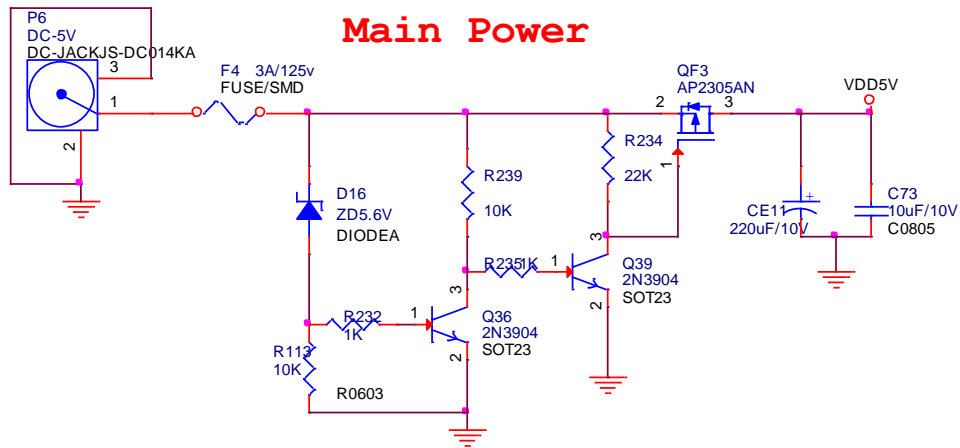 Main Power
P6
DC-5V
DC-JACKJS-DC014KA
3
1
2
F4 3A/125v
FUSE/SMD
QF3
AP2305AN
2
3
1
VDD5V
R234
22K
R239
10K
D16
ZD5.6V
DIODEA
CE11
220uF/10V
+
C73
10uF/10V
C0805
R235 1K
1
3
2
Q39
2N3904
SOT23
R232
1K
1
3
2
Q36
2N3904
SOT23
R113
10K
R0603